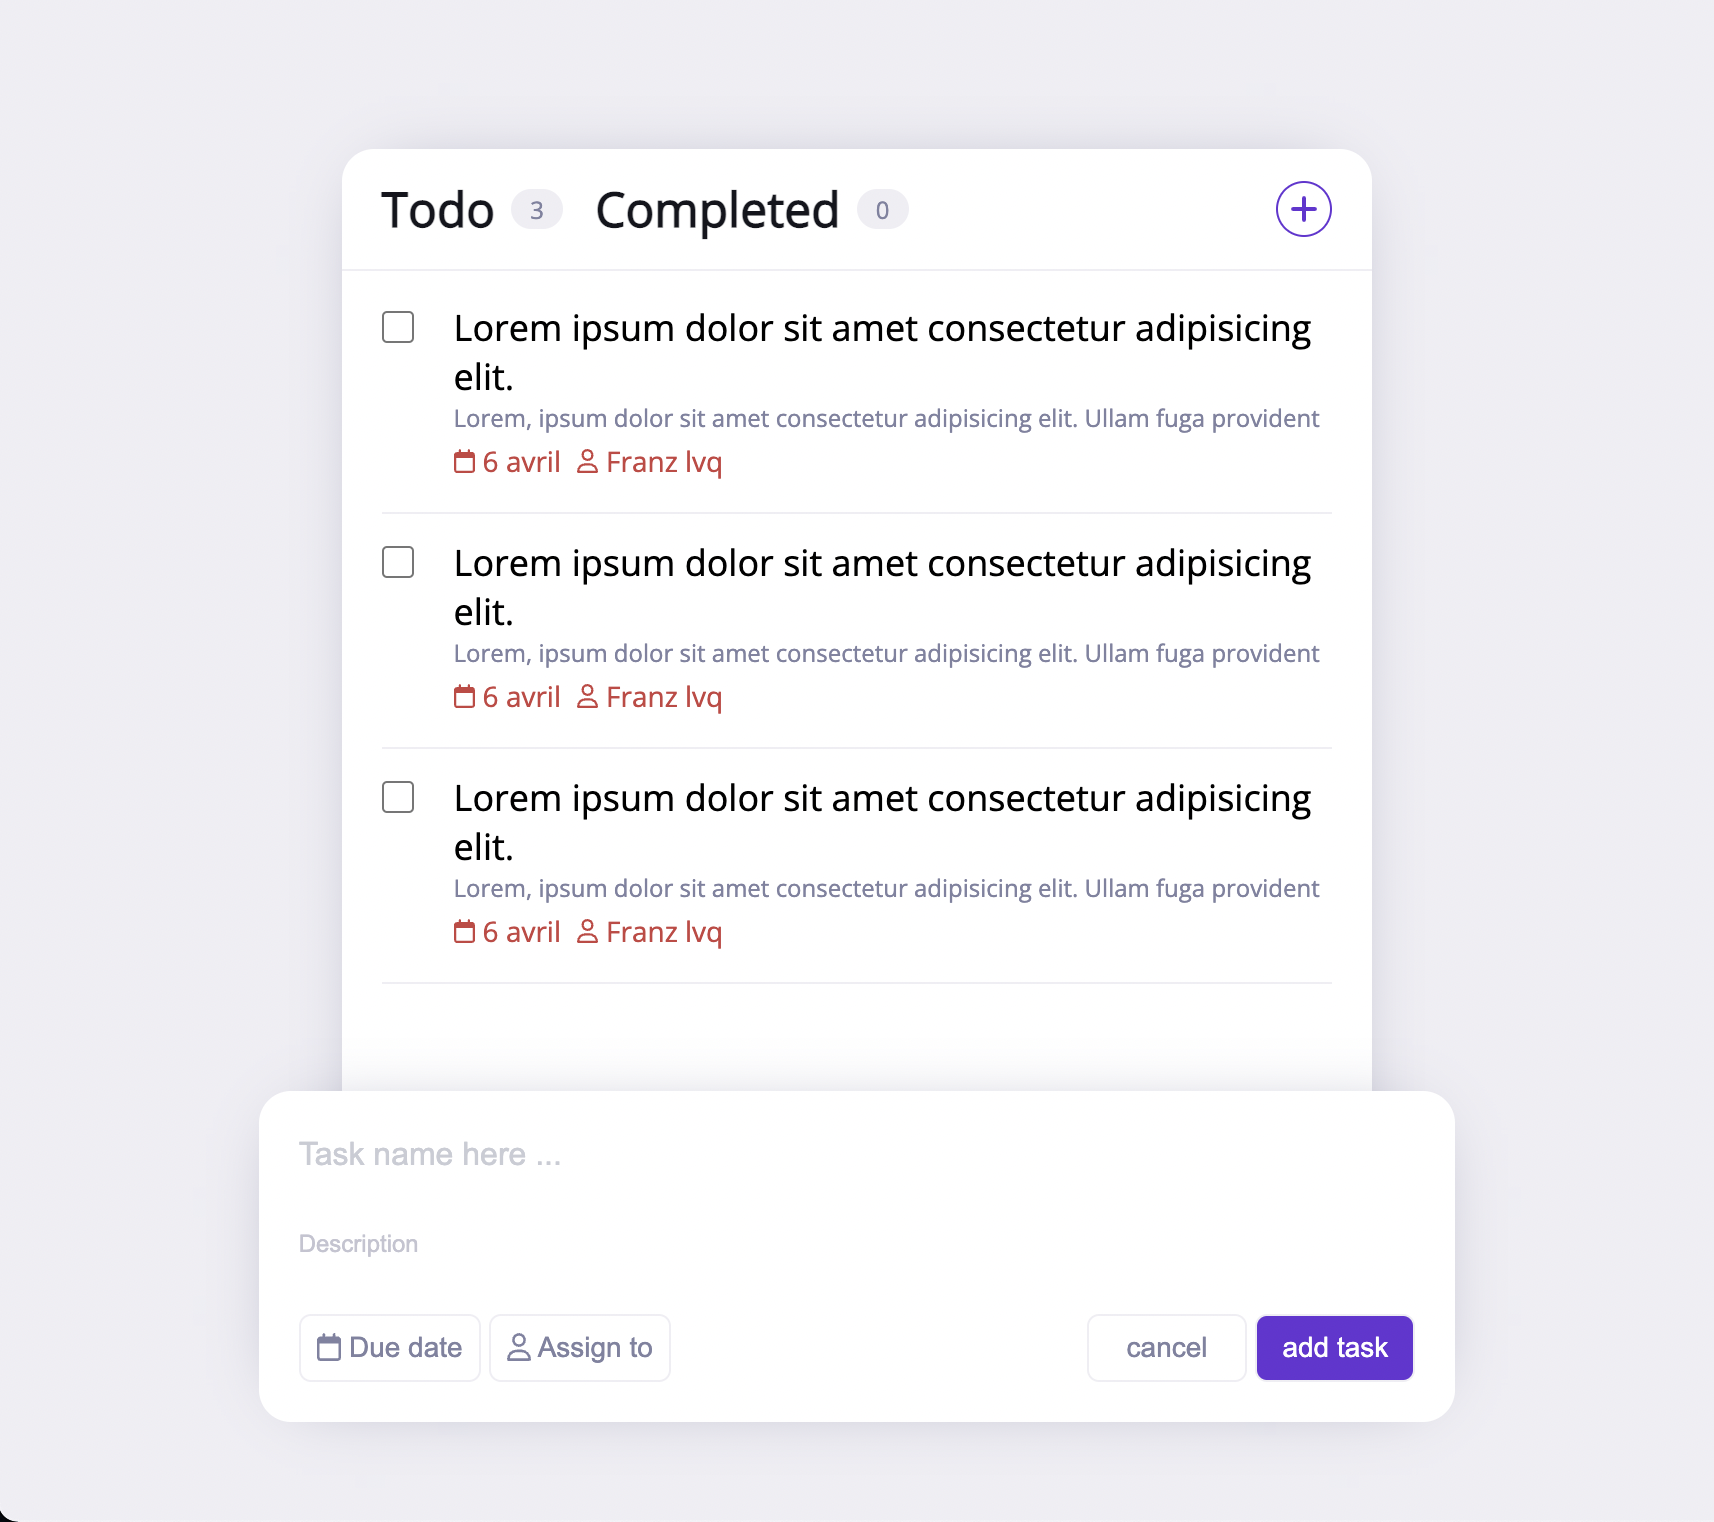 Todo 3 Completed 0
Lorem ipsum dolor sit amet consectetur adipisicing
elit.
Lorem, ipsum dolor sit amet consectetur adipisicing elit. Ullam fuga provident
6 avril Franz lvq
Lorem ipsum dolor sit amet consectetur adipisicing
elit.
Lorem, ipsum dolor sit amet consectetur adipisicing elit. Ullam fuga provident
6 avril Franz lvq
Lorem ipsum dolor sit amet consectetur adipisicing
elit.
Lorem, ipsum dolor sit amet consectetur adipisicing elit. Ullam fuga provident
6 avril Franz lvq
Task name here ...
Description
Due date Assign to cancel add task